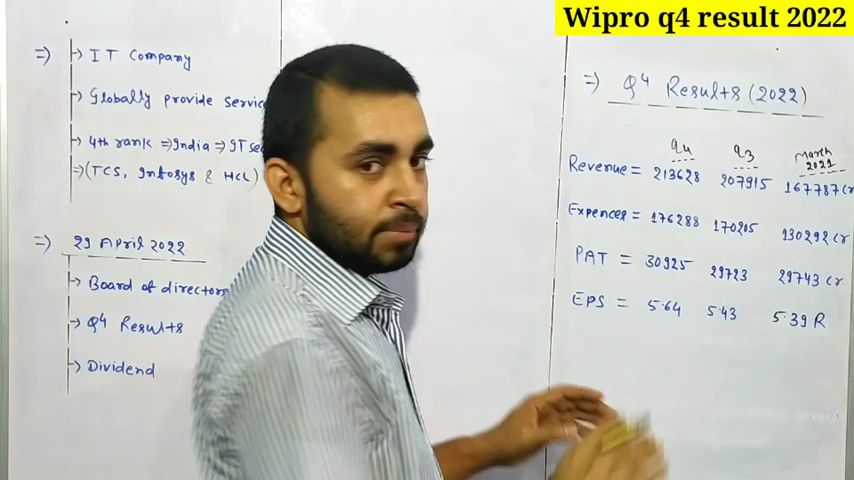 Wipro q4 result 2022
=> -> IT Company
-> Globally provide servic
-> 4th rank => India => IT sec
=> (TCS, Infosys & HCL)
=> 29 April 2022
-> Board of directors
-> Q4 Results
-> Dividend
=> Q4 Results (2022)
q4 q3 March 2021
Revenue = 213628 207915 167787 cr
Expences = 176288 170205 130292 cr
PAT = 30925 29723 29743 cr
EPS = 5.64 5.43 5.39 R